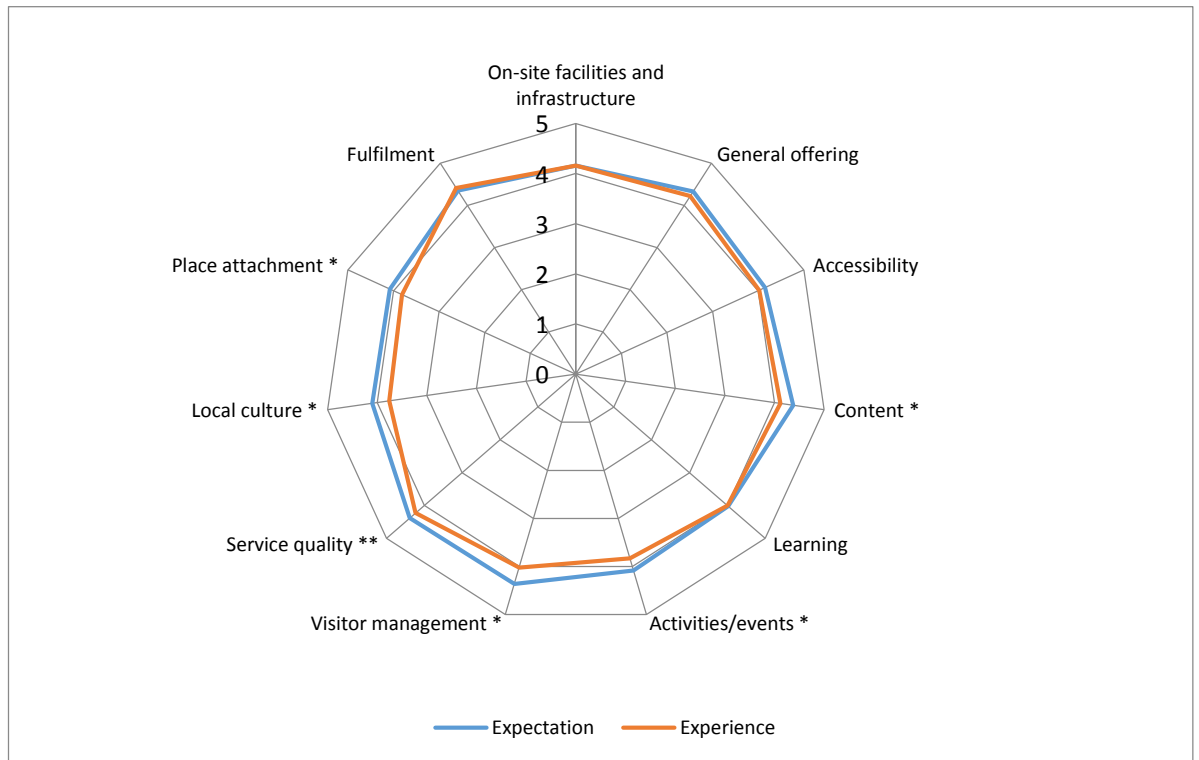 On-site facilities and
infrastructure
General offering
Accessibility
Content *
Learning
Activities/events *
Visitor management *
Service quality **
Local culture *
Place attachment *
Fulfilment
5
4
3
2
1
0
Expectation
Experience